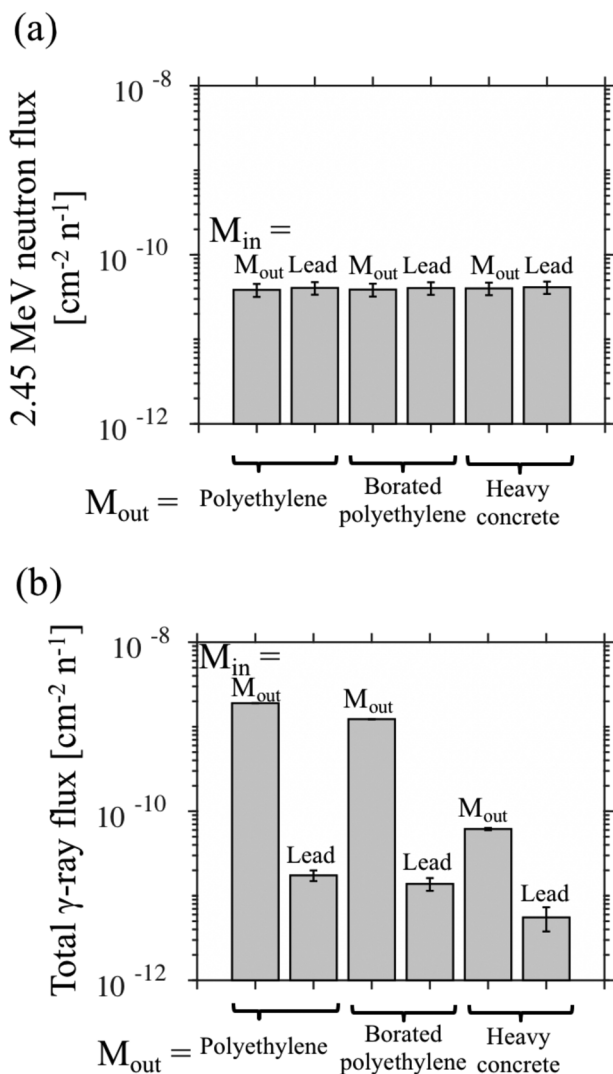 (a)
2.45 MeV neutron flux
[cm-2 n-1]
10 -8
10 -10
10 -12
Min =
Mout Lead Mout Lead Mout Lead
Mout = Polyethylene
Borated
polyethylene
Heavy
concrete
(b)
Total γ-ray flux [cm-2 n-1]
10 -8
10 -10
10 -12
Min =
Mout
Mout
Mout
Lead
Lead
Lead
Mout = Polyethylene
Borated
polyethylene
Heavy
concrete